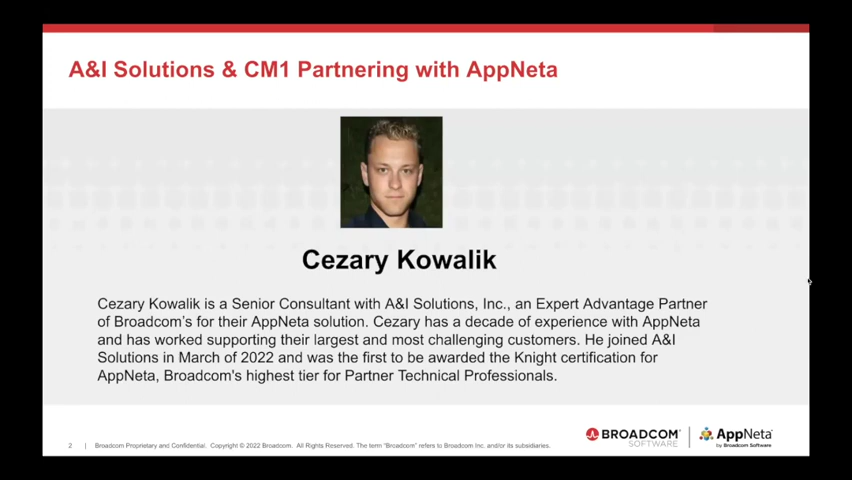 A&I Solutions & CM1 Partnering with AppNeta
Cezary Kowalik
Cezary Kowalik is a Senior Consultant with A&I Solutions, Inc., an Expert Advantage Partner
of Broadcom's for their AppNeta solution. Cezary has a decade of experience with AppNeta
and has worked supporting their largest and most challenging customers. He joined A&I
Solutions in March of 2022 and was the first to be awarded the Knight certification for
AppNeta, Broadcom's highest tier for Partner Technical Professionals.
2 | Broadcom Proprietary and Confidential. Copyright © 2022 Broadcom. All Rights Reserved. The term "Broadcom" refers to Broadcom Inc. and/or its subsidiaries.
BROADCOM SOFTWARE
AppNeta
by Broadcom Software